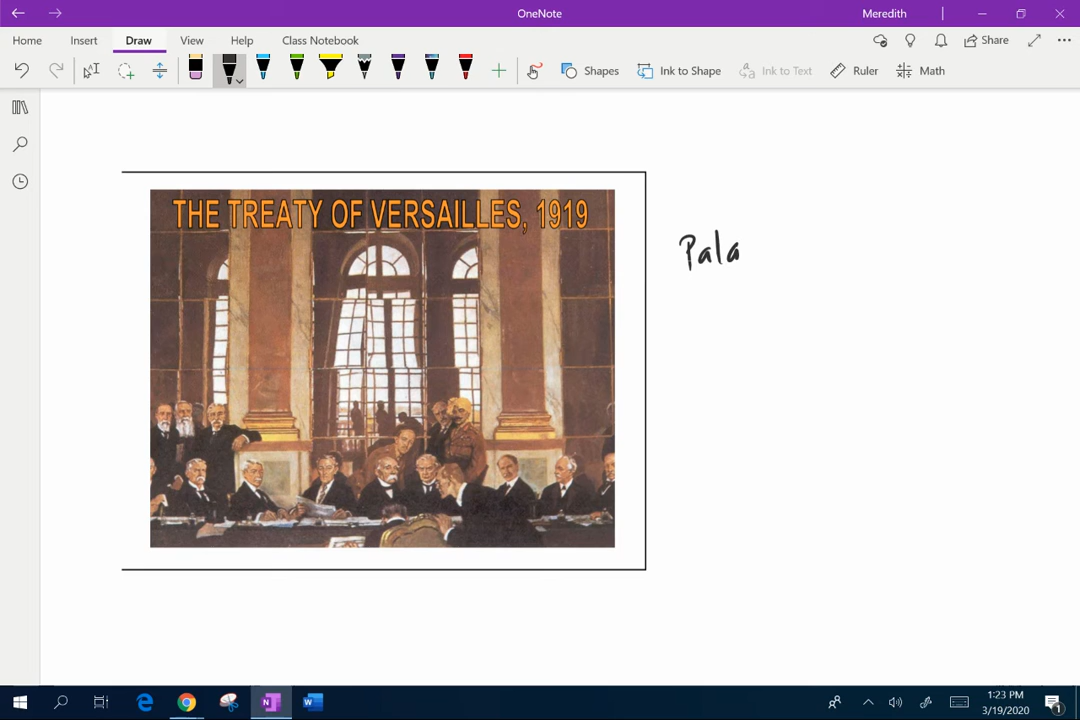 OneNote
Meredith
Home
Insert
Draw
View
Help
Class Notebook
Share
Shapes
Ink to Shape
Ink to Text
Ruler
Math
THE TREATY OF VERSAILLES, 1919
Pala
1:23 PM
3/19/2020